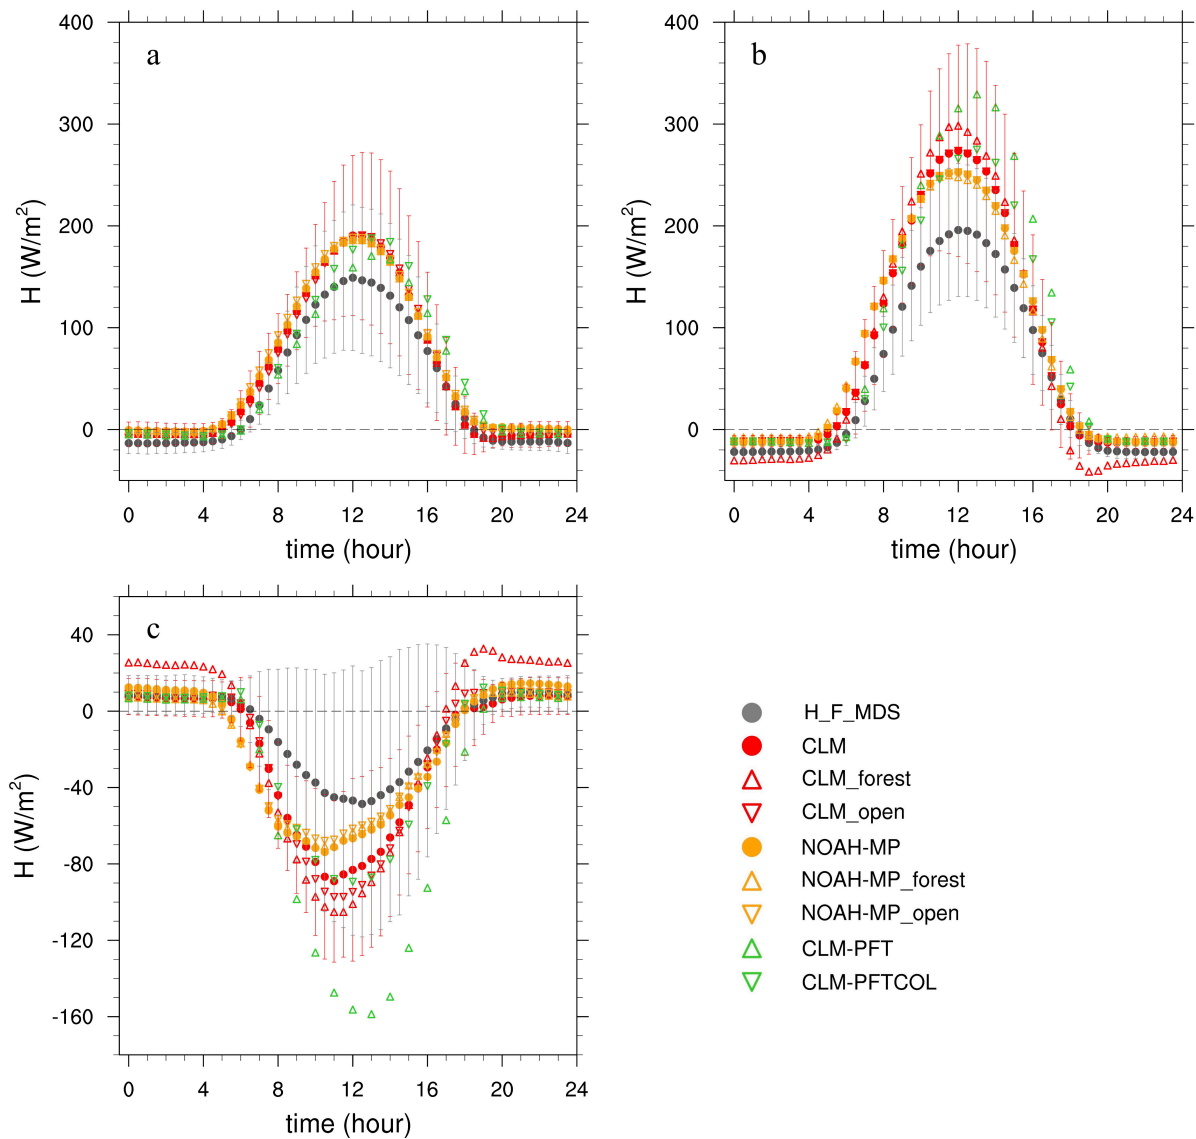 400
300
200
100
0
H (W/m²)
a
0 4 8 12 16 20 24
time (hour)
400
300
200
100
0
H (W/m²)
b
0 4 8 12 16 20 24
time (hour)
40
0
-40
-80
-120
-160
H (W/m²)
c
0 4 8 12 16 20 24
time (hour)
H_F_MDS
CLM
CLM_forest
CLM_open
NOAH-MP
NOAH-MP_forest
NOAH-MP_open
CLM-PFT
CLM-PFTCOL